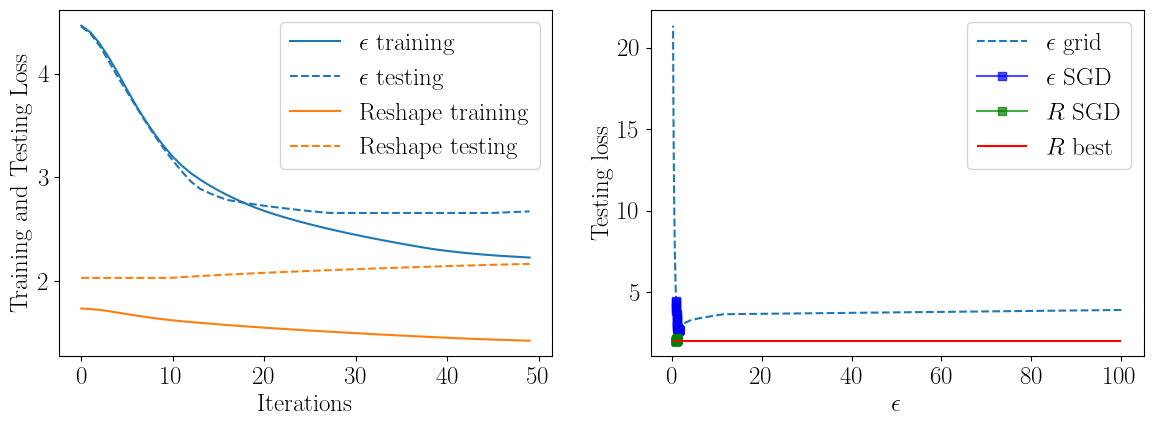 Training and Testing Loss
4
3
2
ϵ training
ϵ testing
Reshape training
Reshape testing
0 10 20 30 40 50
Iterations
Testing loss
20
15
10
5
ϵ grid
ϵ SGD
R SGD
R best
0 20 40 60 80 100
ϵ